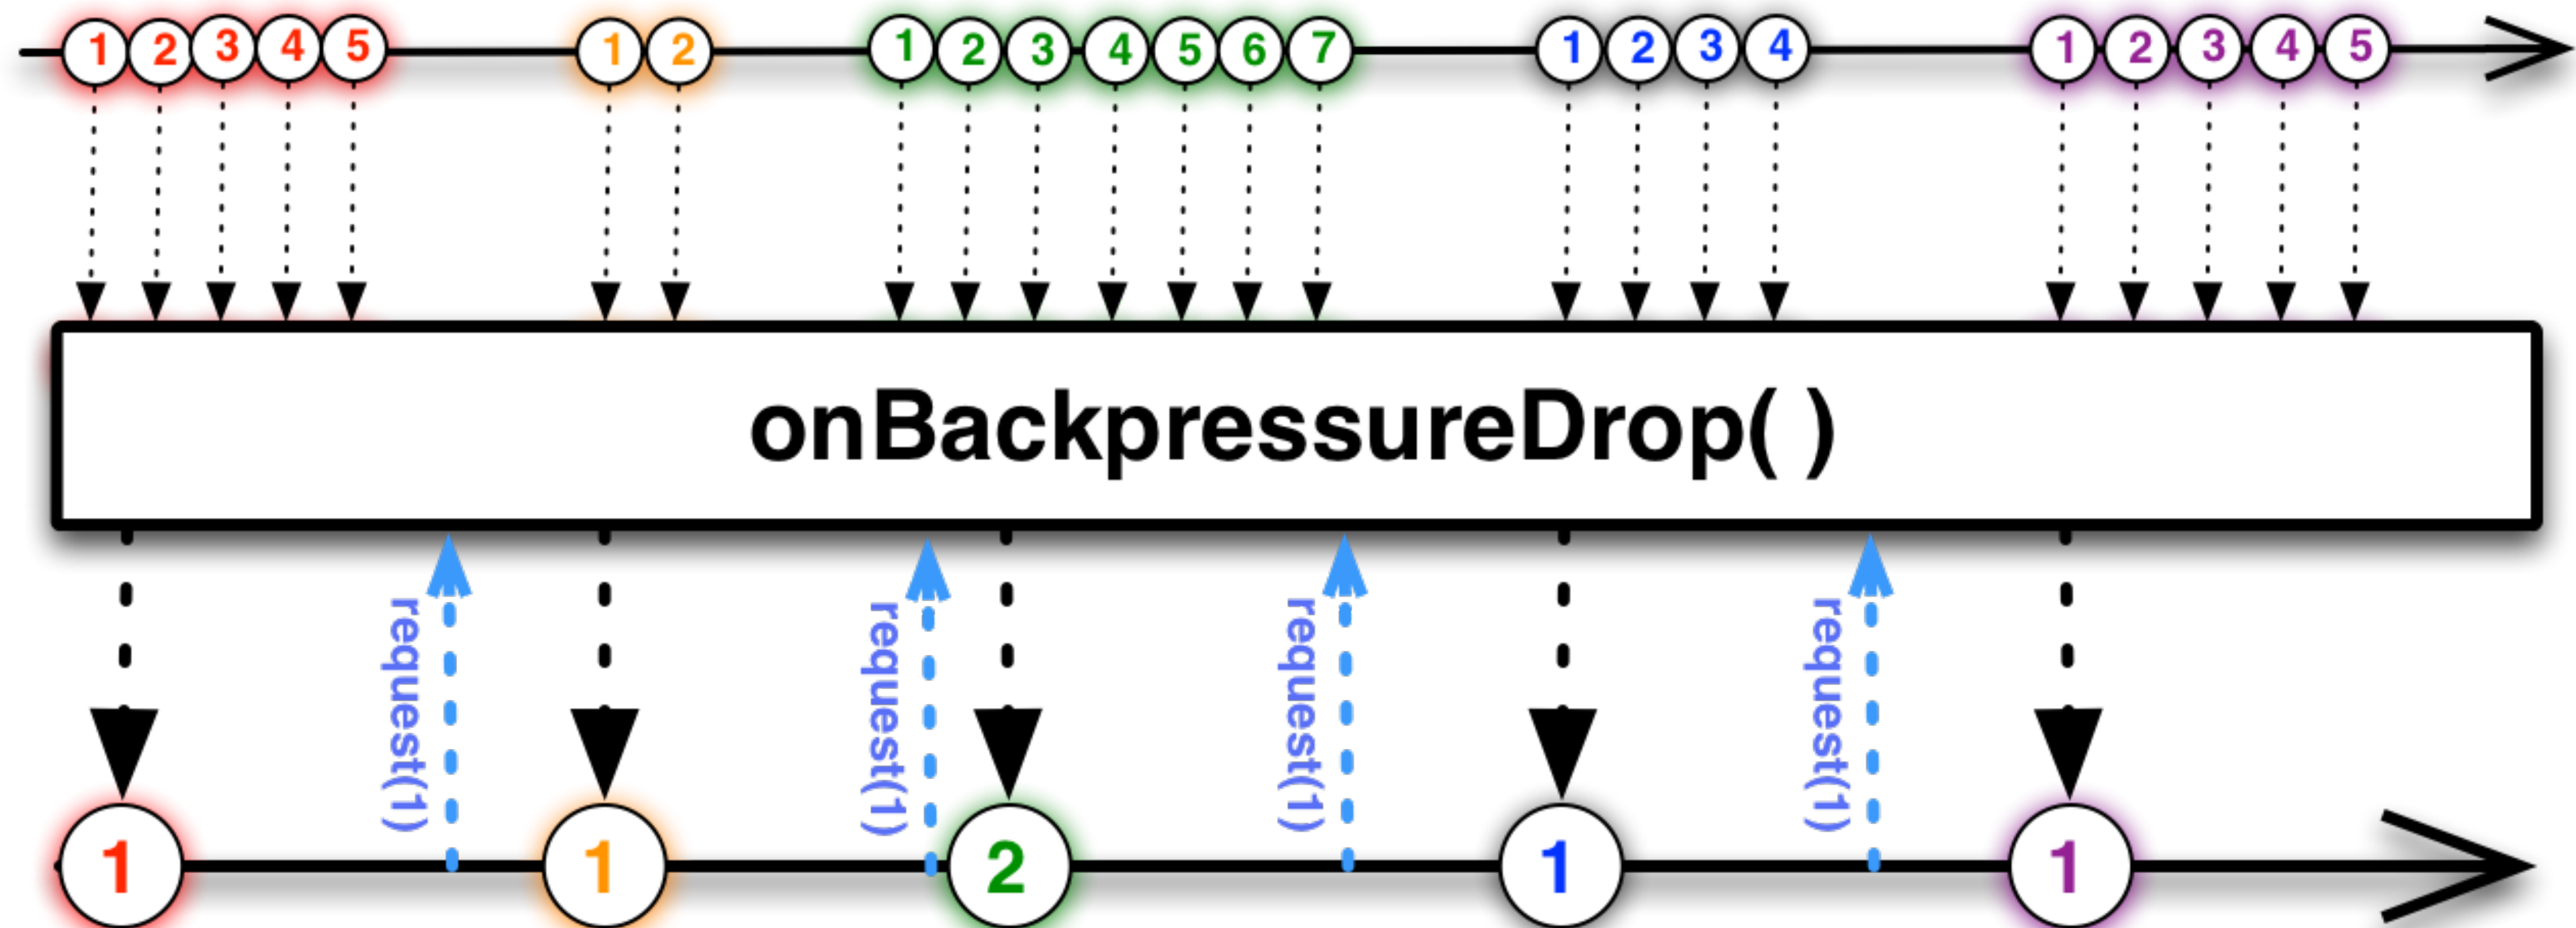 1 2 3 4 5 1 2 1 2 3 4 5 6 7 1 2 3 4 1 2 3 4 5
onBackpressureDrop( )
request(1) request(1) request(1) request(1)
1 1 2 1 1